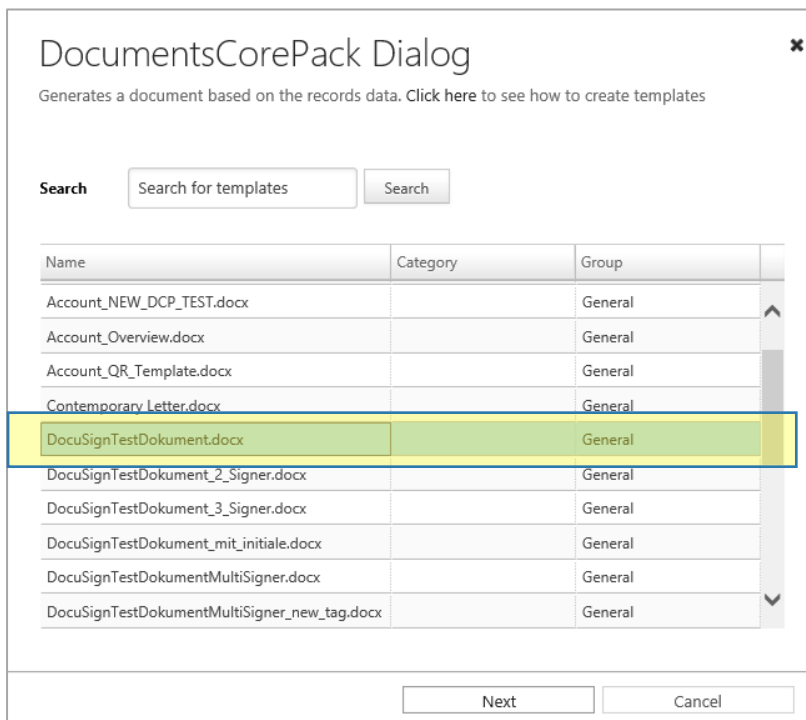 DocumentsCorePack Dialog
Generates a document based on the records data. Click here to see how to create templates
Search Search for templates Search
Name Category Group
Account_NEW_DCP_TEST.docx General
Account_Overview.docx General
Account_QR_Template.docx General
Contemporary Letter.docx General
DocuSignTestDokument.docx General
DocuSignTestDokument_2_Signer.docx General
DocuSignTestDokument_3_Signer.docx General
DocuSignTestDokument_mit_initiale.docx General
DocuSignTestDokumentMultiSigner.docx General
DocuSignTestDokumentMultiSigner_new_tag.docx General
Next Cancel